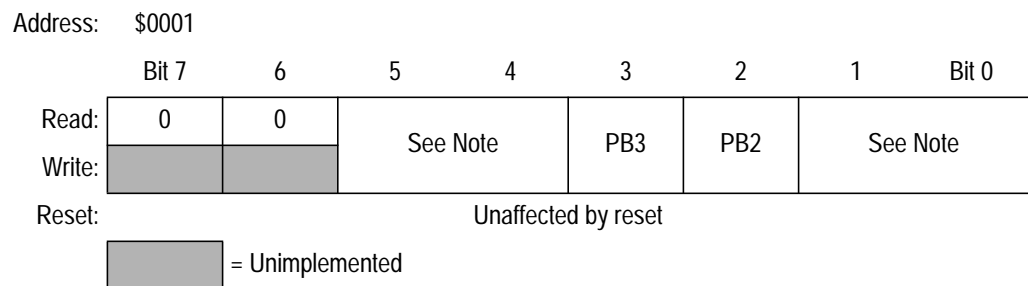 Address: $0001
Bit 7 6 5 4 3 2 1 Bit 0
Read: 0 0 See Note PB3 PB2 See Note
Write:
Reset: Unaffected by reset
= Unimplemented